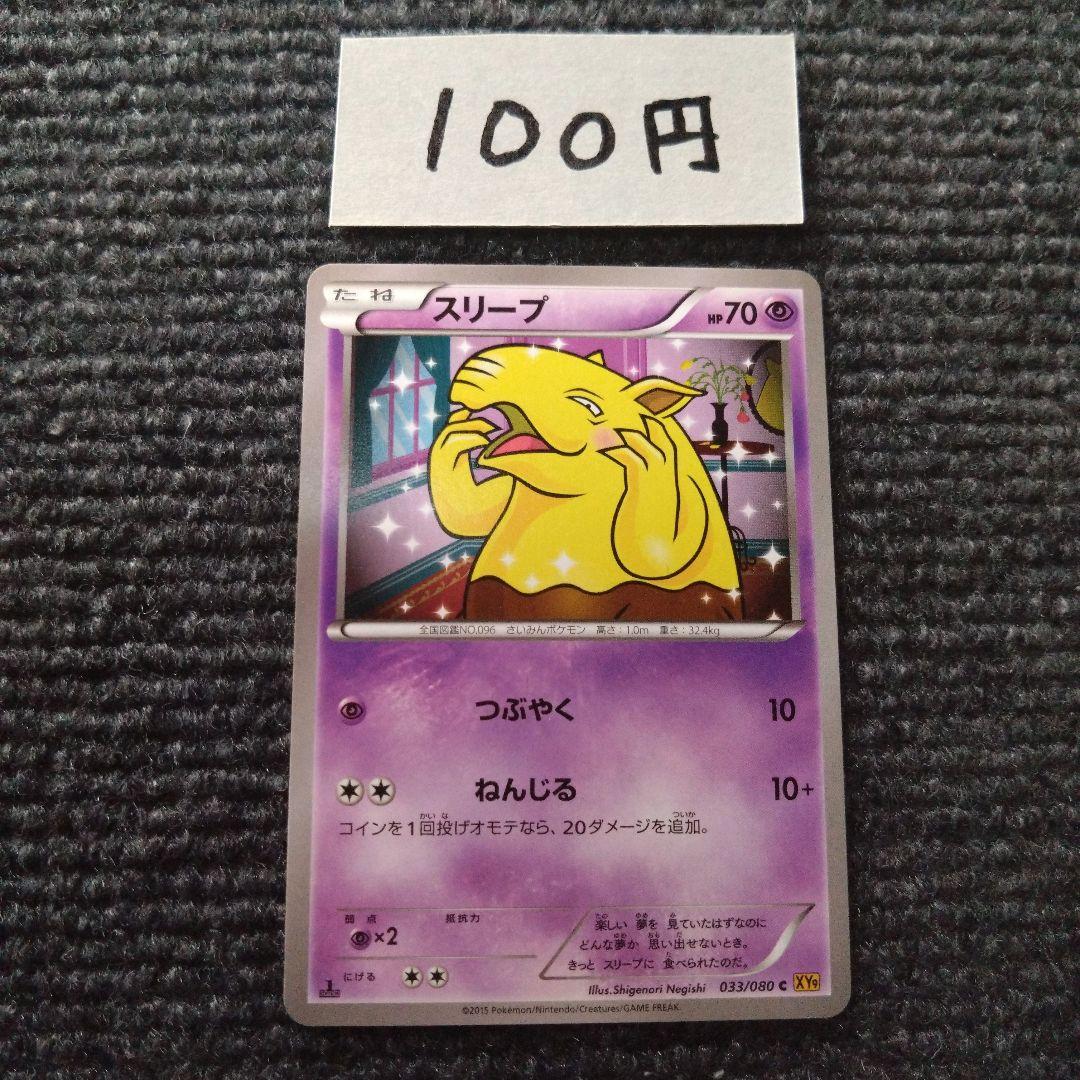 100円
たね スリープ HP70
全国図鑑NO.096 さいみんポケモン 高さ:1.0m 重さ:32.4kg
つぶやく 10
ねんじる 10+
コインを1回投げオモテなら、20ダメージを追加。
弱点 抵抗力
×2
にげる
楽しい 夢を 見ていたはずなのに
どんな夢か 思い出せないとき。
きっと スリープに 食べられたのだ。
Illus.Shigenori Negishi 033/080 C XY9
©2015 Pokémon/Nintendo/Creatures/GAME FREAK.